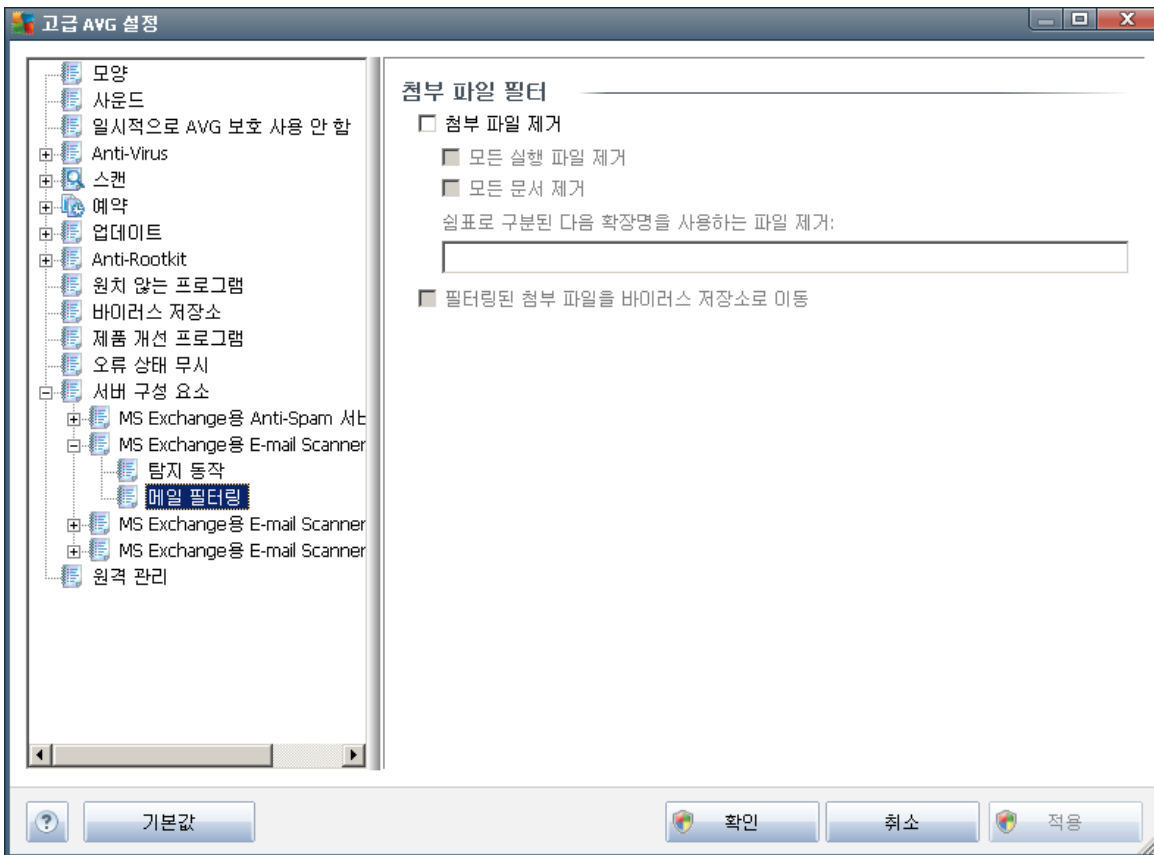 고급 AVG 설정
모양
사운드
일시적으로 AVG 보호 사용 안 함
Anti-Virus
스캔
예약
업데이트
Anti-Rootkit
원치 않는 프로그램
바이러스 저장소
제품 개선 프로그램
오류 상태 무시
서버 구성 요소
MS Exchange용 Anti-Spam 서버
MS Exchange용 E-mail Scanner
탐지 동작
메일 필터링
MS Exchange용 E-mail Scanner
MS Exchange용 E-mail Scanner
원격 관리
첨부 파일 필터
첨부 파일 제거
모든 실행 파일 제거
모든 문서 제거
쉼표로 구분된 다음 확장명을 사용하는 파일 제거:
필터링된 첨부 파일을 바이러스 저장소로 이동
기본값
확인
취소
적용